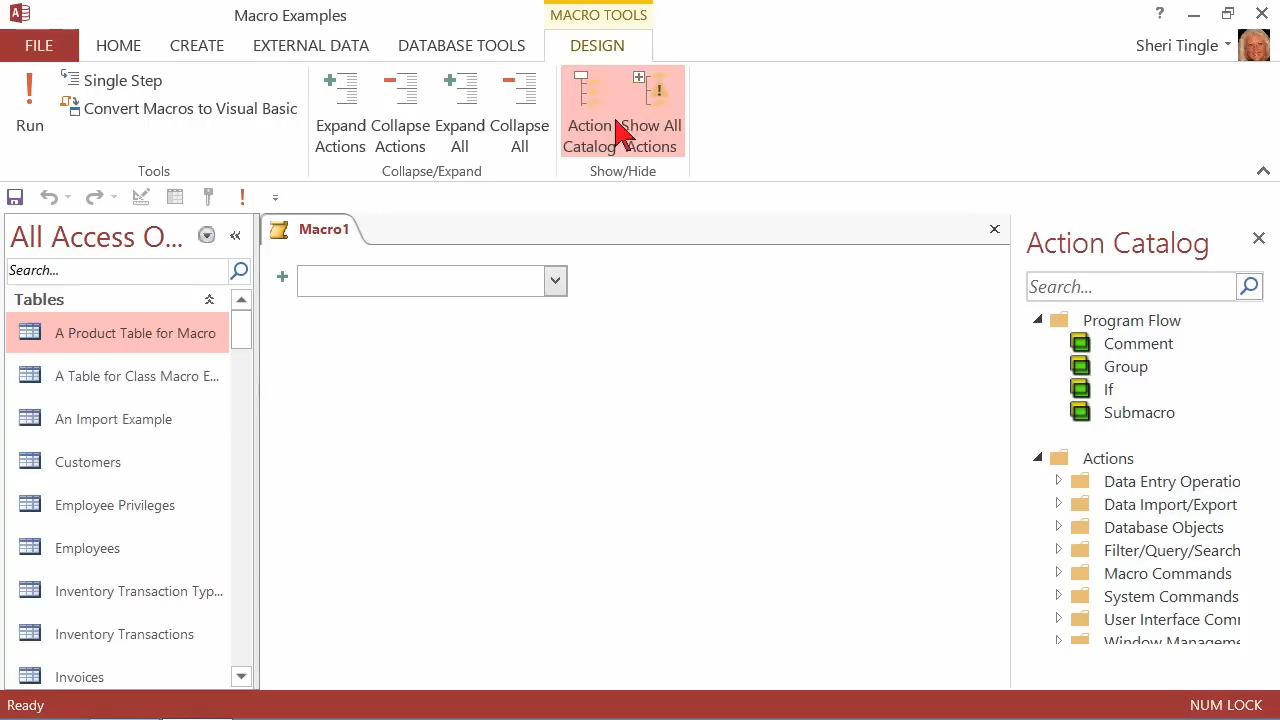 Macro Examples
MACRO TOOLS
?
FILE
HOME
CREATE
EXTERNAL DATA
DATABASE TOOLS
DESIGN
Sheri Tingle
Run
Single Step
Convert Macros to Visual Basic
Tools
Expand Actions
Collapse Actions
Expand All
Collapse All
Collapse/Expand
Action Catalog
Show All Actions
Show/Hide
All Access O...
Search...
Tables
A Product Table for Macro
A Table for Class Macro E...
An Import Example
Customers
Employee Privileges
Employees
Inventory Transaction Typ...
Inventory Transactions
Invoices
Macro1
Action Catalog
Search...
Program Flow
Comment
Group
If
Submacro
Actions
Data Entry Operatio
Data Import/Export
Database Objects
Filter/Query/Search
Macro Commands
System Commands
User Interface Com
Window Manageme
Ready
NUM LOCK